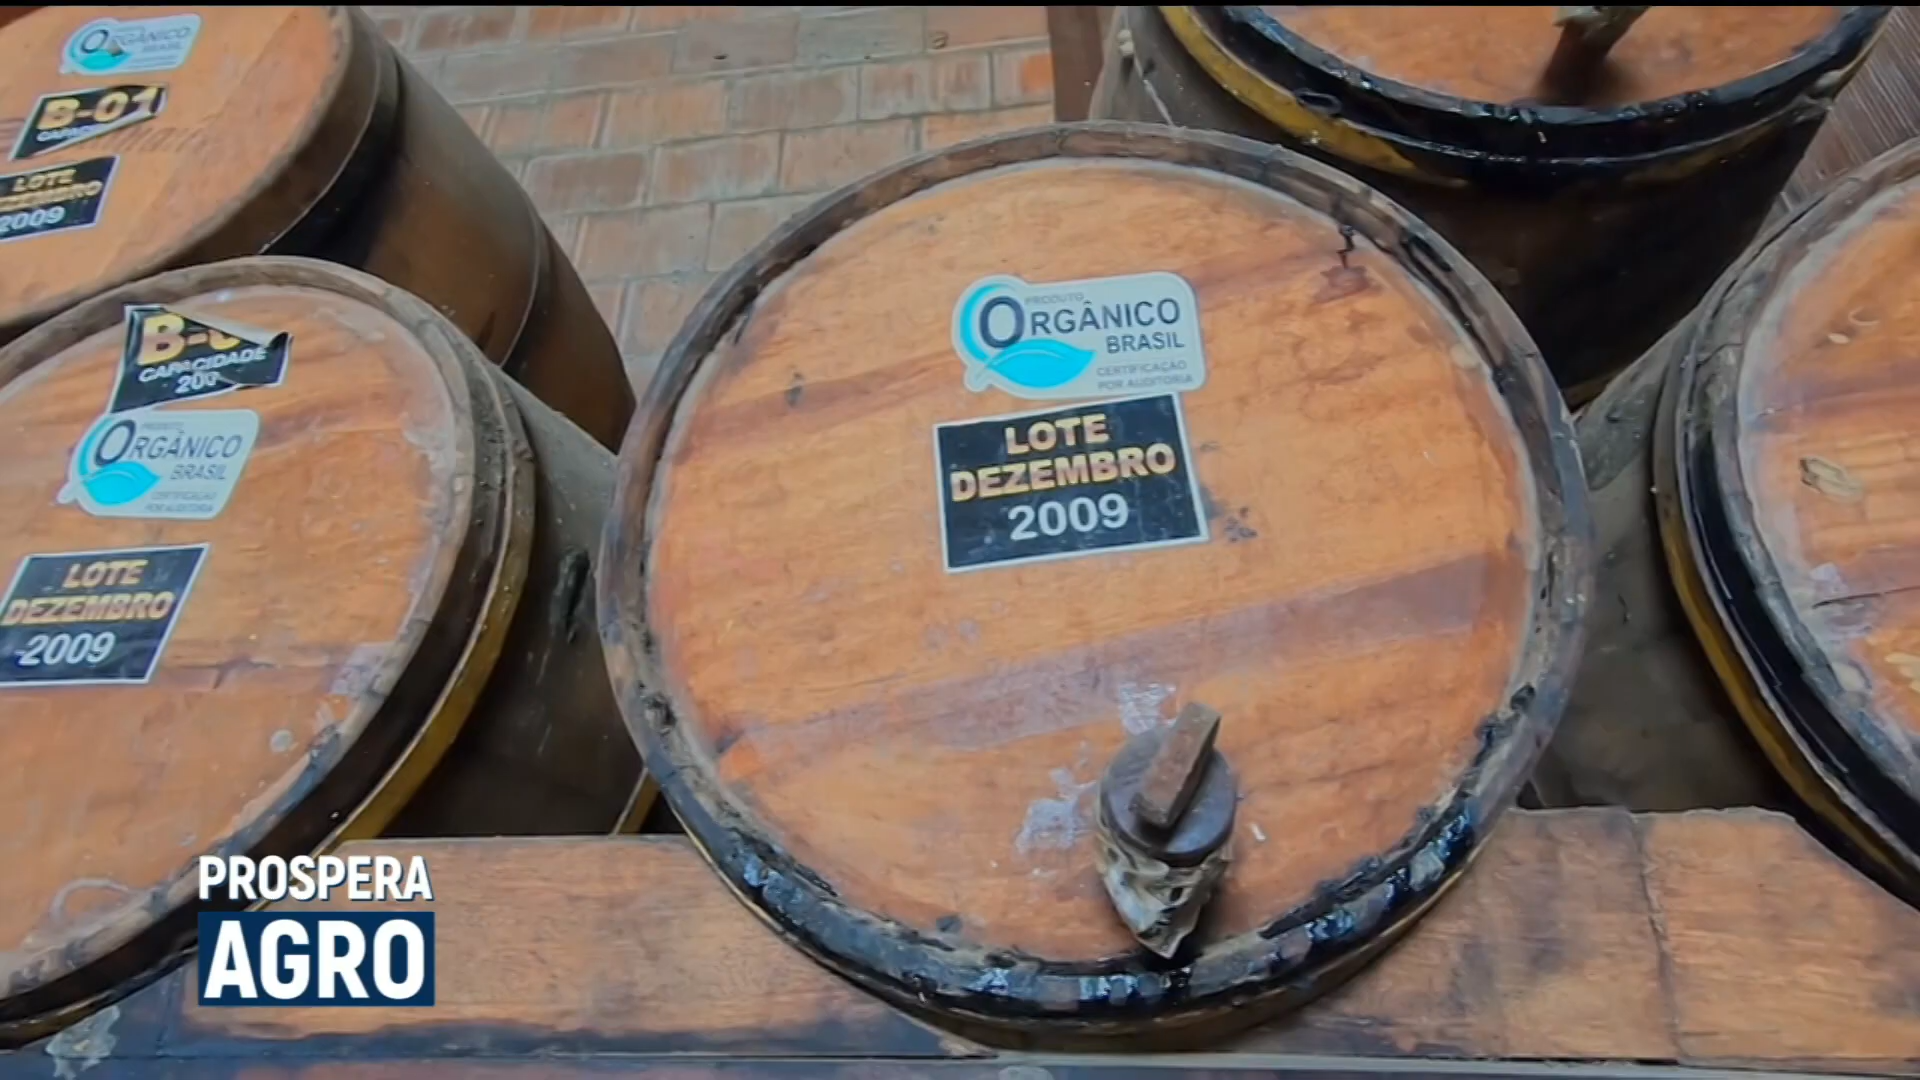 ORGÂNICO
BRASIL
B-01
LOTE
DEZEMBRO
2009
CAPACIDADE
PRODUTO
ORGÂNICO
BRASIL
CERTIFICAÇÃO
POR AUDITORIA
LOTE
DEZEMBRO
2009
PRODUTO
ORGÂNICO
BRASIL
CERTIFICAÇÃO
POR AUDITORIA
LOTE
DEZEMBRO
2009
PROSPERA
AGRO